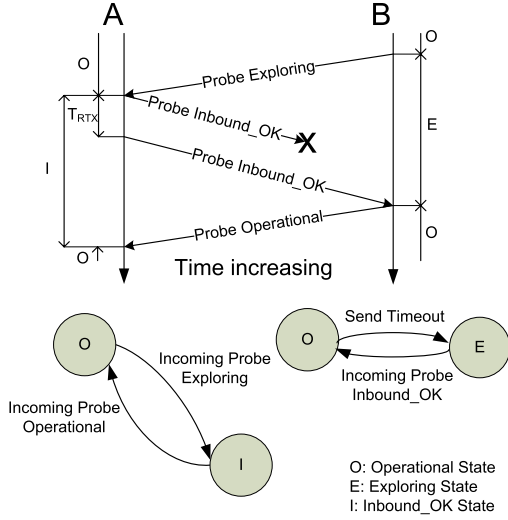 A
B
O
O
Probe Exploring
Probe Inbound_OK
TRTX
X
E
I
Probe Inbound_OK
Probe Operational
O
O
Time increasing
Send Timeout
O
E
Incoming Probe
Inbound_OK
O
Incoming Probe
Exploring
Incoming Probe
Operational
I
O: Operational State
E: Exploring State
I: Inbound_OK State